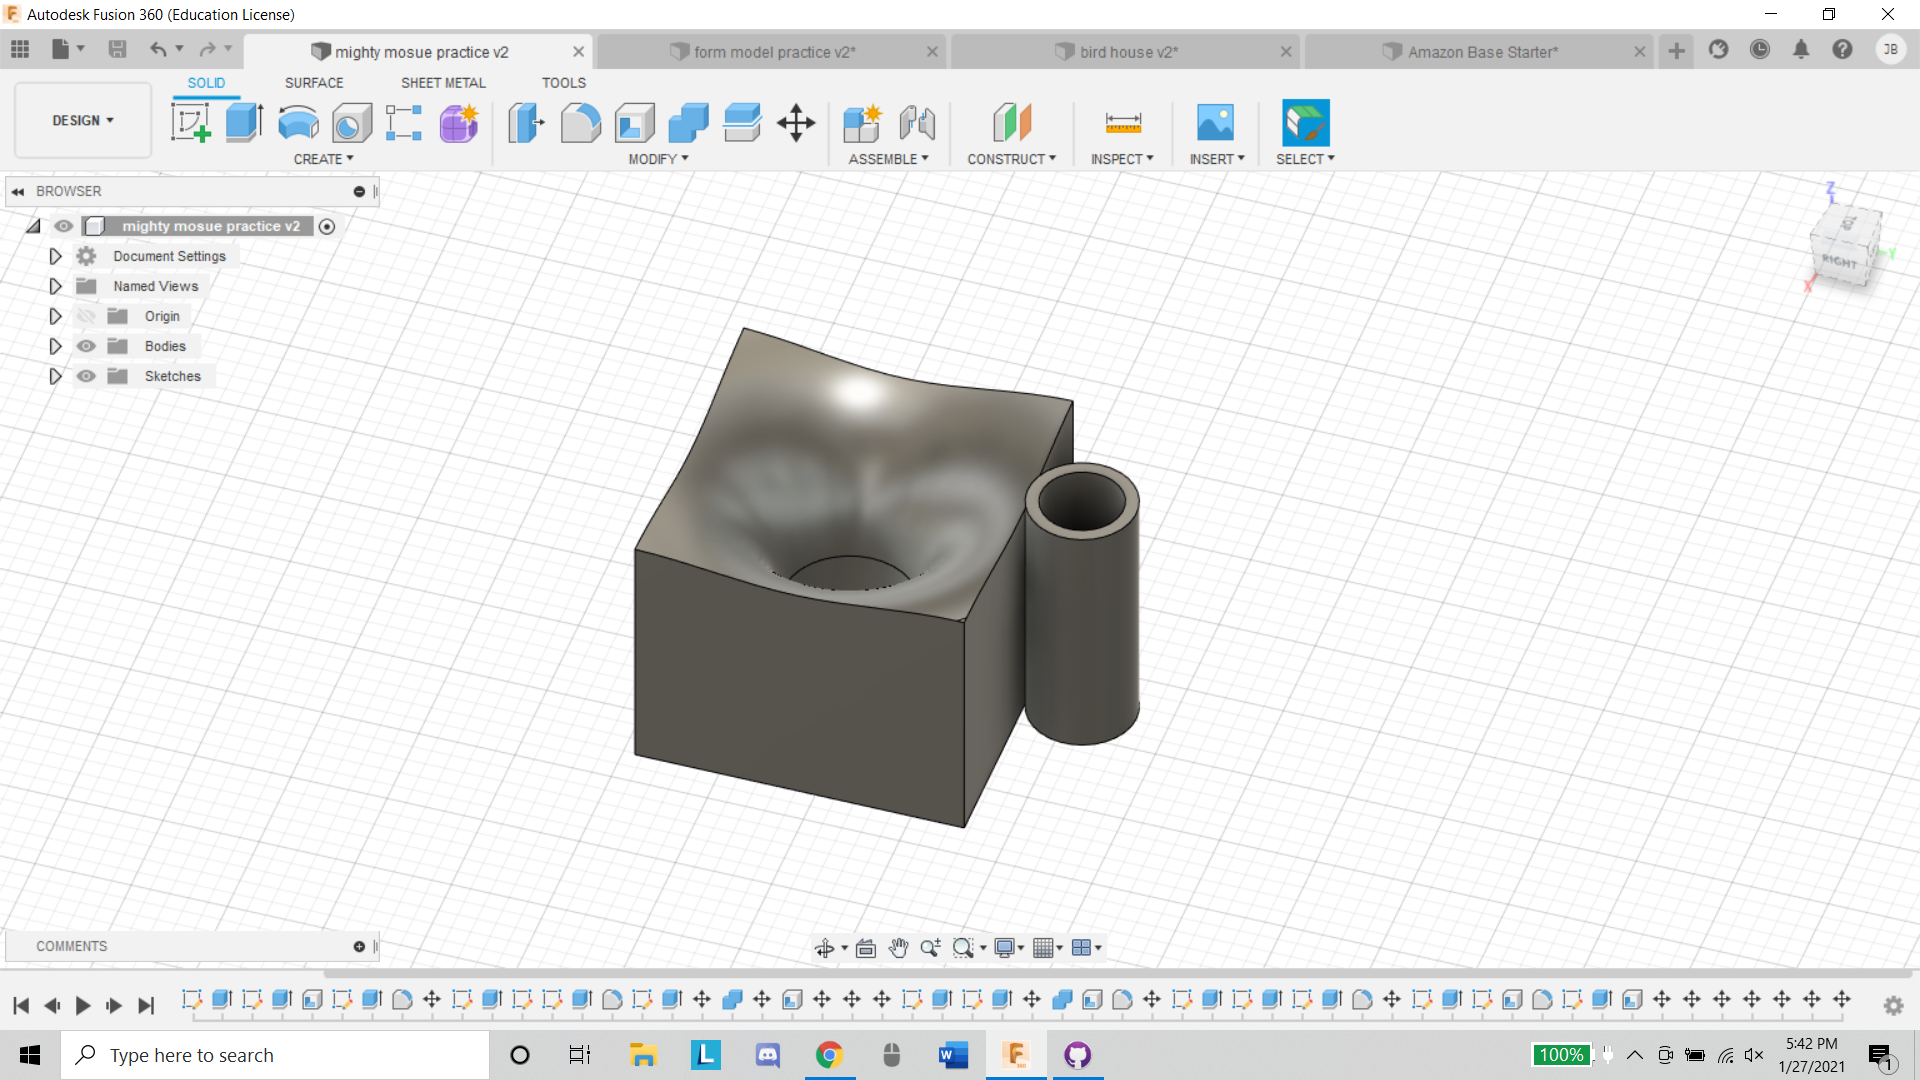 Autodesk Fusion 360 (Education License)
mighty mosue practice v2
form model practice v2*
bird house v2*
Amazon Base Starter*
JB
SOLID
SURFACE
SHEET METAL
TOOLS
DESIGN
CREATE
MODIFY
ASSEMBLE
CONSTRUCT
INSPECT
INSERT
SELECT
BROWSER
mighty mosue practice v2
Document Settings
Named Views
Origin
Bodies
Sketches
Z
Y
RIGHT
X
COMMENTS
Type here to search
100%
5:42 PM
1/27/2021
1